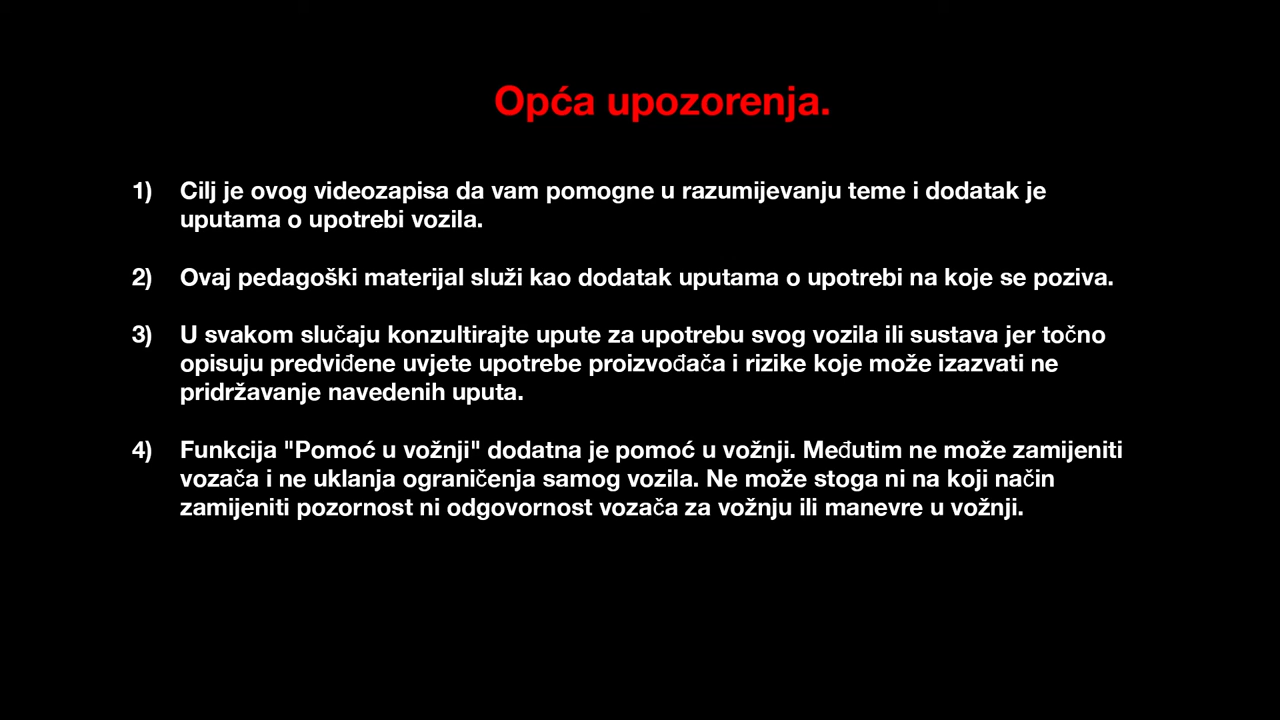 Opća upozorenja.
1) Cilj je ovog videozapisa da vam pomogne u razumijevanju teme i dodatak je
uputama o upotrebi vozila.
2) Ovaj pedagoški materijal služi kao dodatak uputama o upotrebi na koje se poziva.
3) U svakom slučaju konzultirajte upute za upotrebu svog vozila ili sustava jer točno
opisuju predviđene uvjete upotrebe proizvođača i rizike koje može izazvati ne
pridržavanje navedenih uputa.
4) Funkcija "Pomoć u vožnji" dodatna je pomoć u vožnji. Međutim ne može zamijeniti
vozača i ne uklanja ograničenja samog vozila. Ne može stoga ni na koji način
zamijeniti pozornost ni odgovornost vozača za vožnju ili manevre u vožnji.